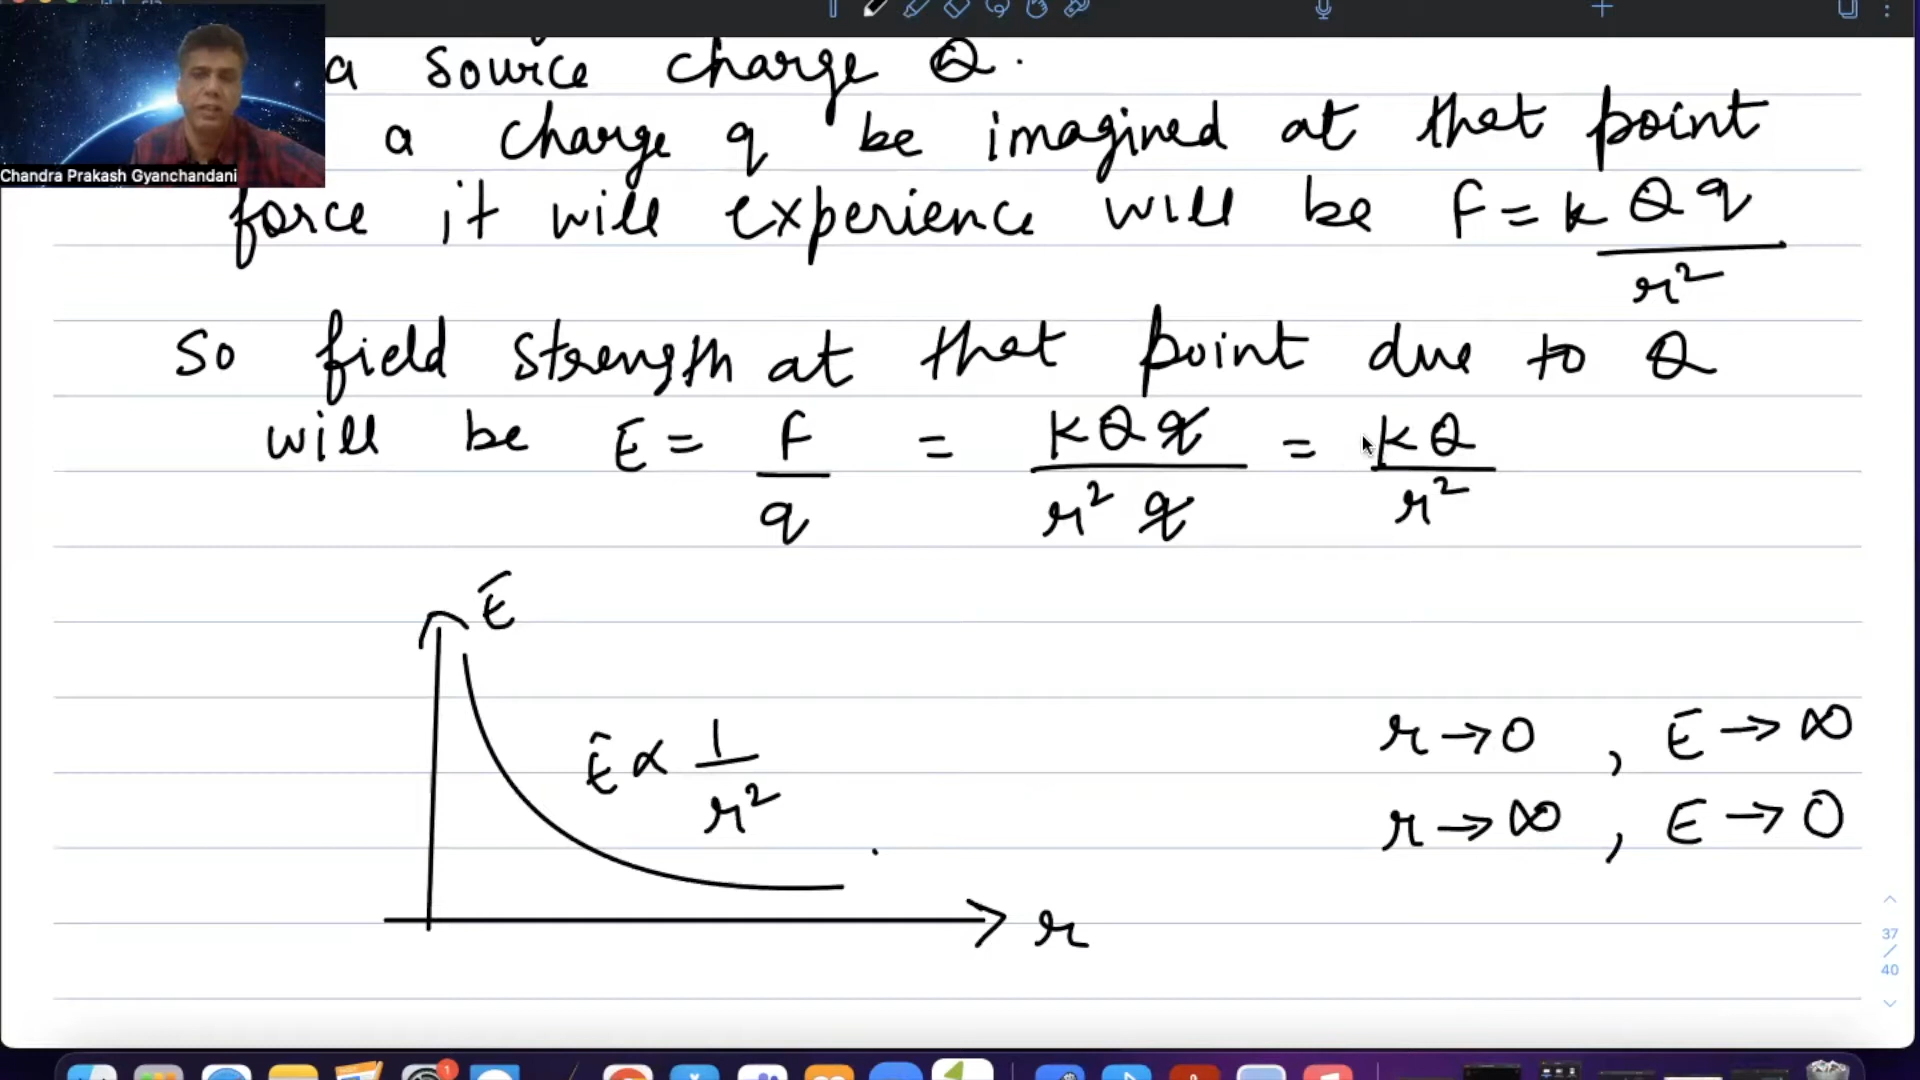 a source charge Q.
a charge q be imagined at that point
Chandra Prakash Gyanchandani
force it will experience will be F = k Qq / r²
So field strength at that point due to Q
will be E = F / q = kQq / r² q = kQ / r²
E
E ∝ 1 / r²
r → 0 , E → ∞
r → ∞ , E → 0
r
37
/
40
1